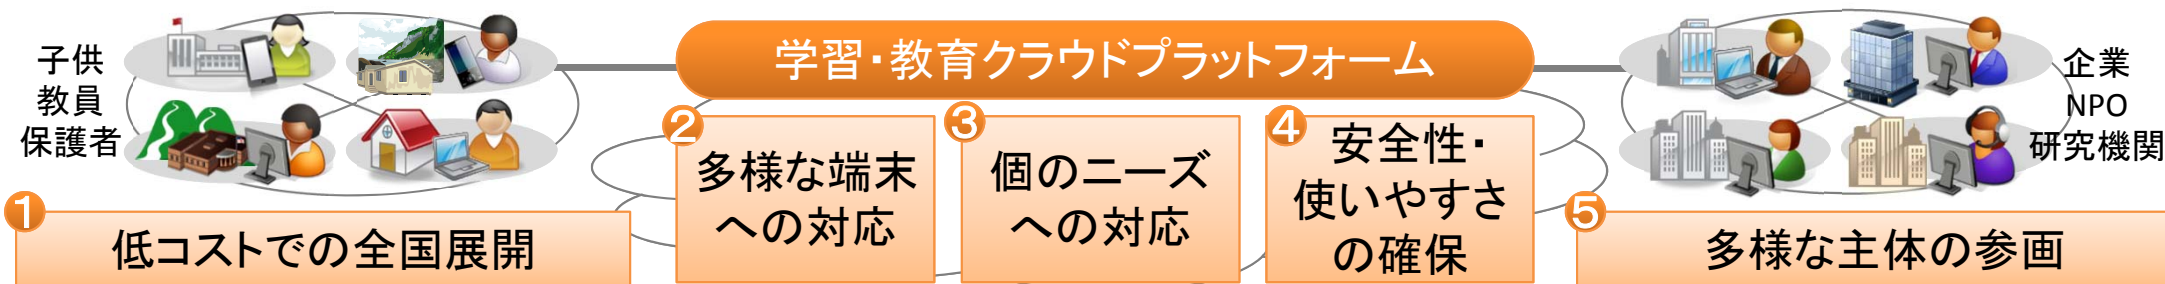 子供
教員
保護者
学習・教育クラウドプラットフォーム
企業
NPO
研究機関
1
低コストでの全国展開
2
多様な端末
への対応
3
個のニーズ
への対応
4
安全性・
使いやすさ
の確保
5
多様な主体の参画